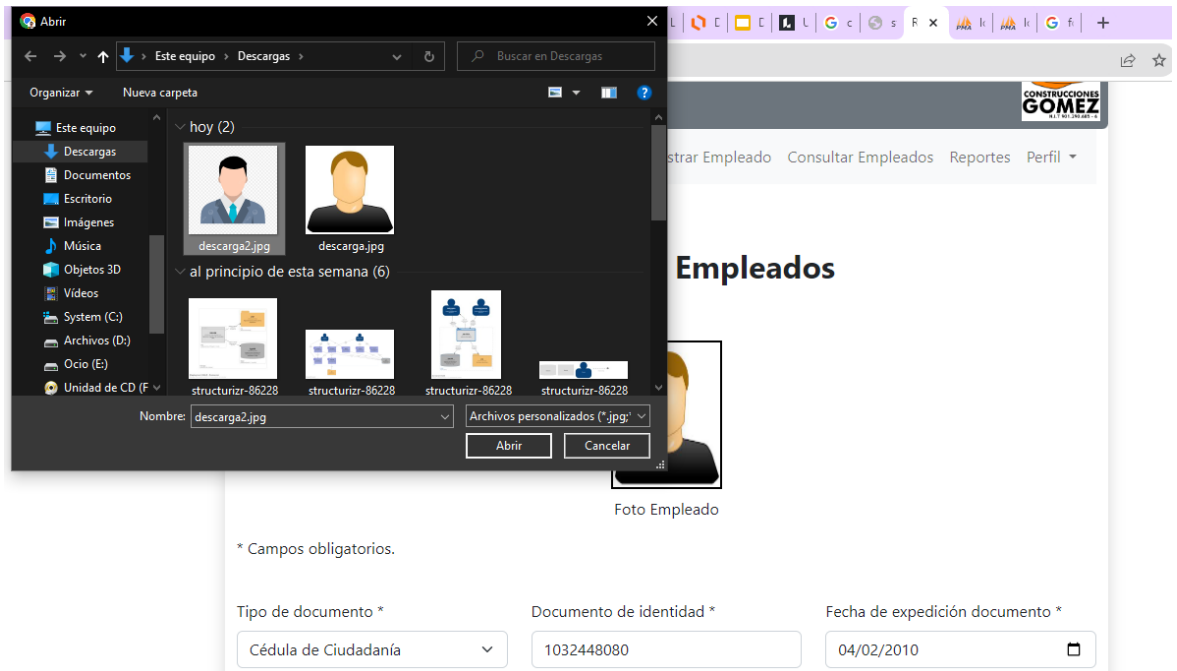 Abrir
Este equipo > Descargas >
Buscar en Descargas
Organizar
Nueva carpeta
Este equipo
Descargas
Documentos
Escritorio
Imágenes
Música
Objetos 3D
Vídeos
System (C:)
Archivos (D:)
Ocio (E:)
Unidad de CD (F
hoy (2)
descarga2.jpg
descarga.jpg
al principio de esta semana (6)
structurizr-86228
structurizr-86228
structurizr-86228
structurizr-86228
Nombre: descarga2.jpg
Archivos personalizados (*.jpg;
Abrir
Cancelar
CONSTRUCCIONES
GOMEZ
strar Empleado Consultar Empleados Reportes Perfil
Empleados
Foto Empleado
* Campos obligatorios.
Tipo de documento * Documento de identidad * Fecha de expedición documento *
Cédula de Ciudadanía 1032448080 04/02/2010